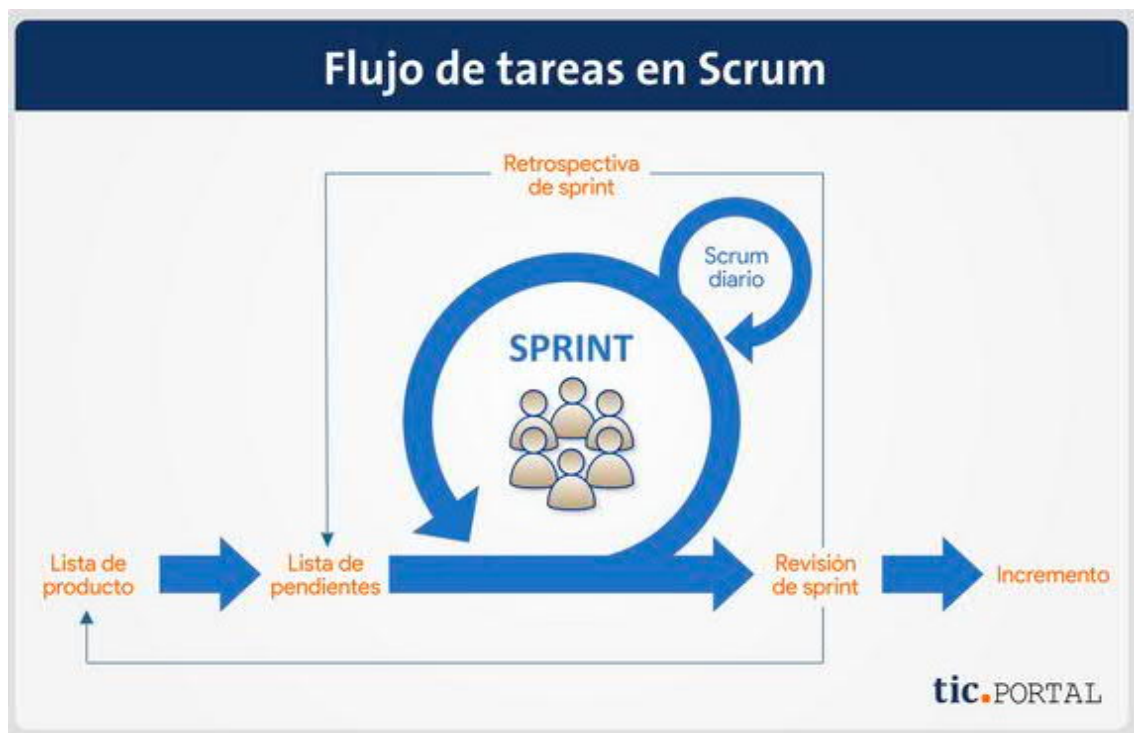 Flujo de tareas en Scrum
Retrospectiva
de sprint
Scrum
diario
SPRINT
Lista de
producto
Lista de
pendientes
Revisión
de sprint
Incremento
tic.PORTAL